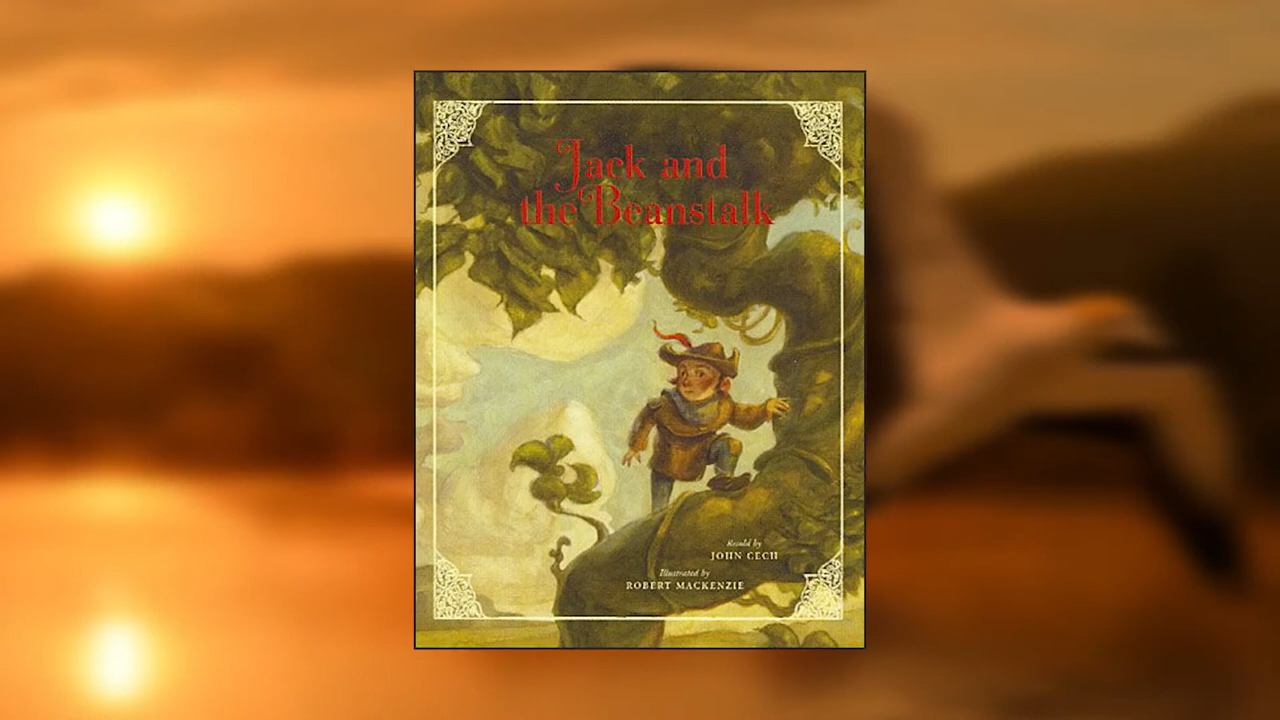 Jack and
the Beanstalk
Retold by
JOHN CECH
Illustrated by
ROBERT MACKENZIE